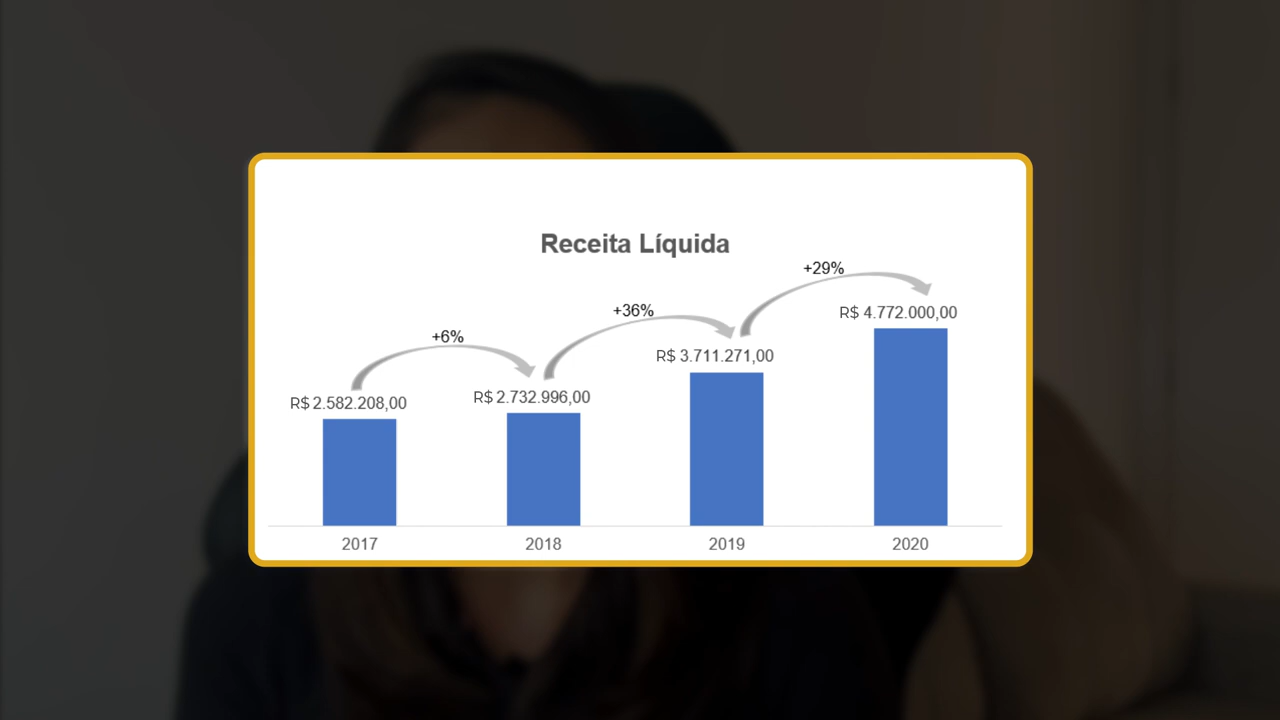 Receita Líquida
+29%
R$ 4.772.000,00
+36%
R$ 3.711.271,00
+6%
R$ 2.732.996,00
R$ 2.582.208,00
2017 2018 2019 2020